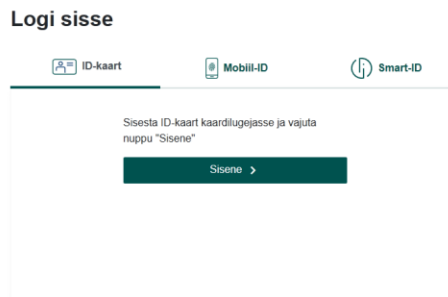 Logi sisse
ID-kaart
Mobiil-ID
Smart-ID
Sisesta ID-kaart kaardilugejasse ja vajuta
nuppu "Sisene"
Sisene